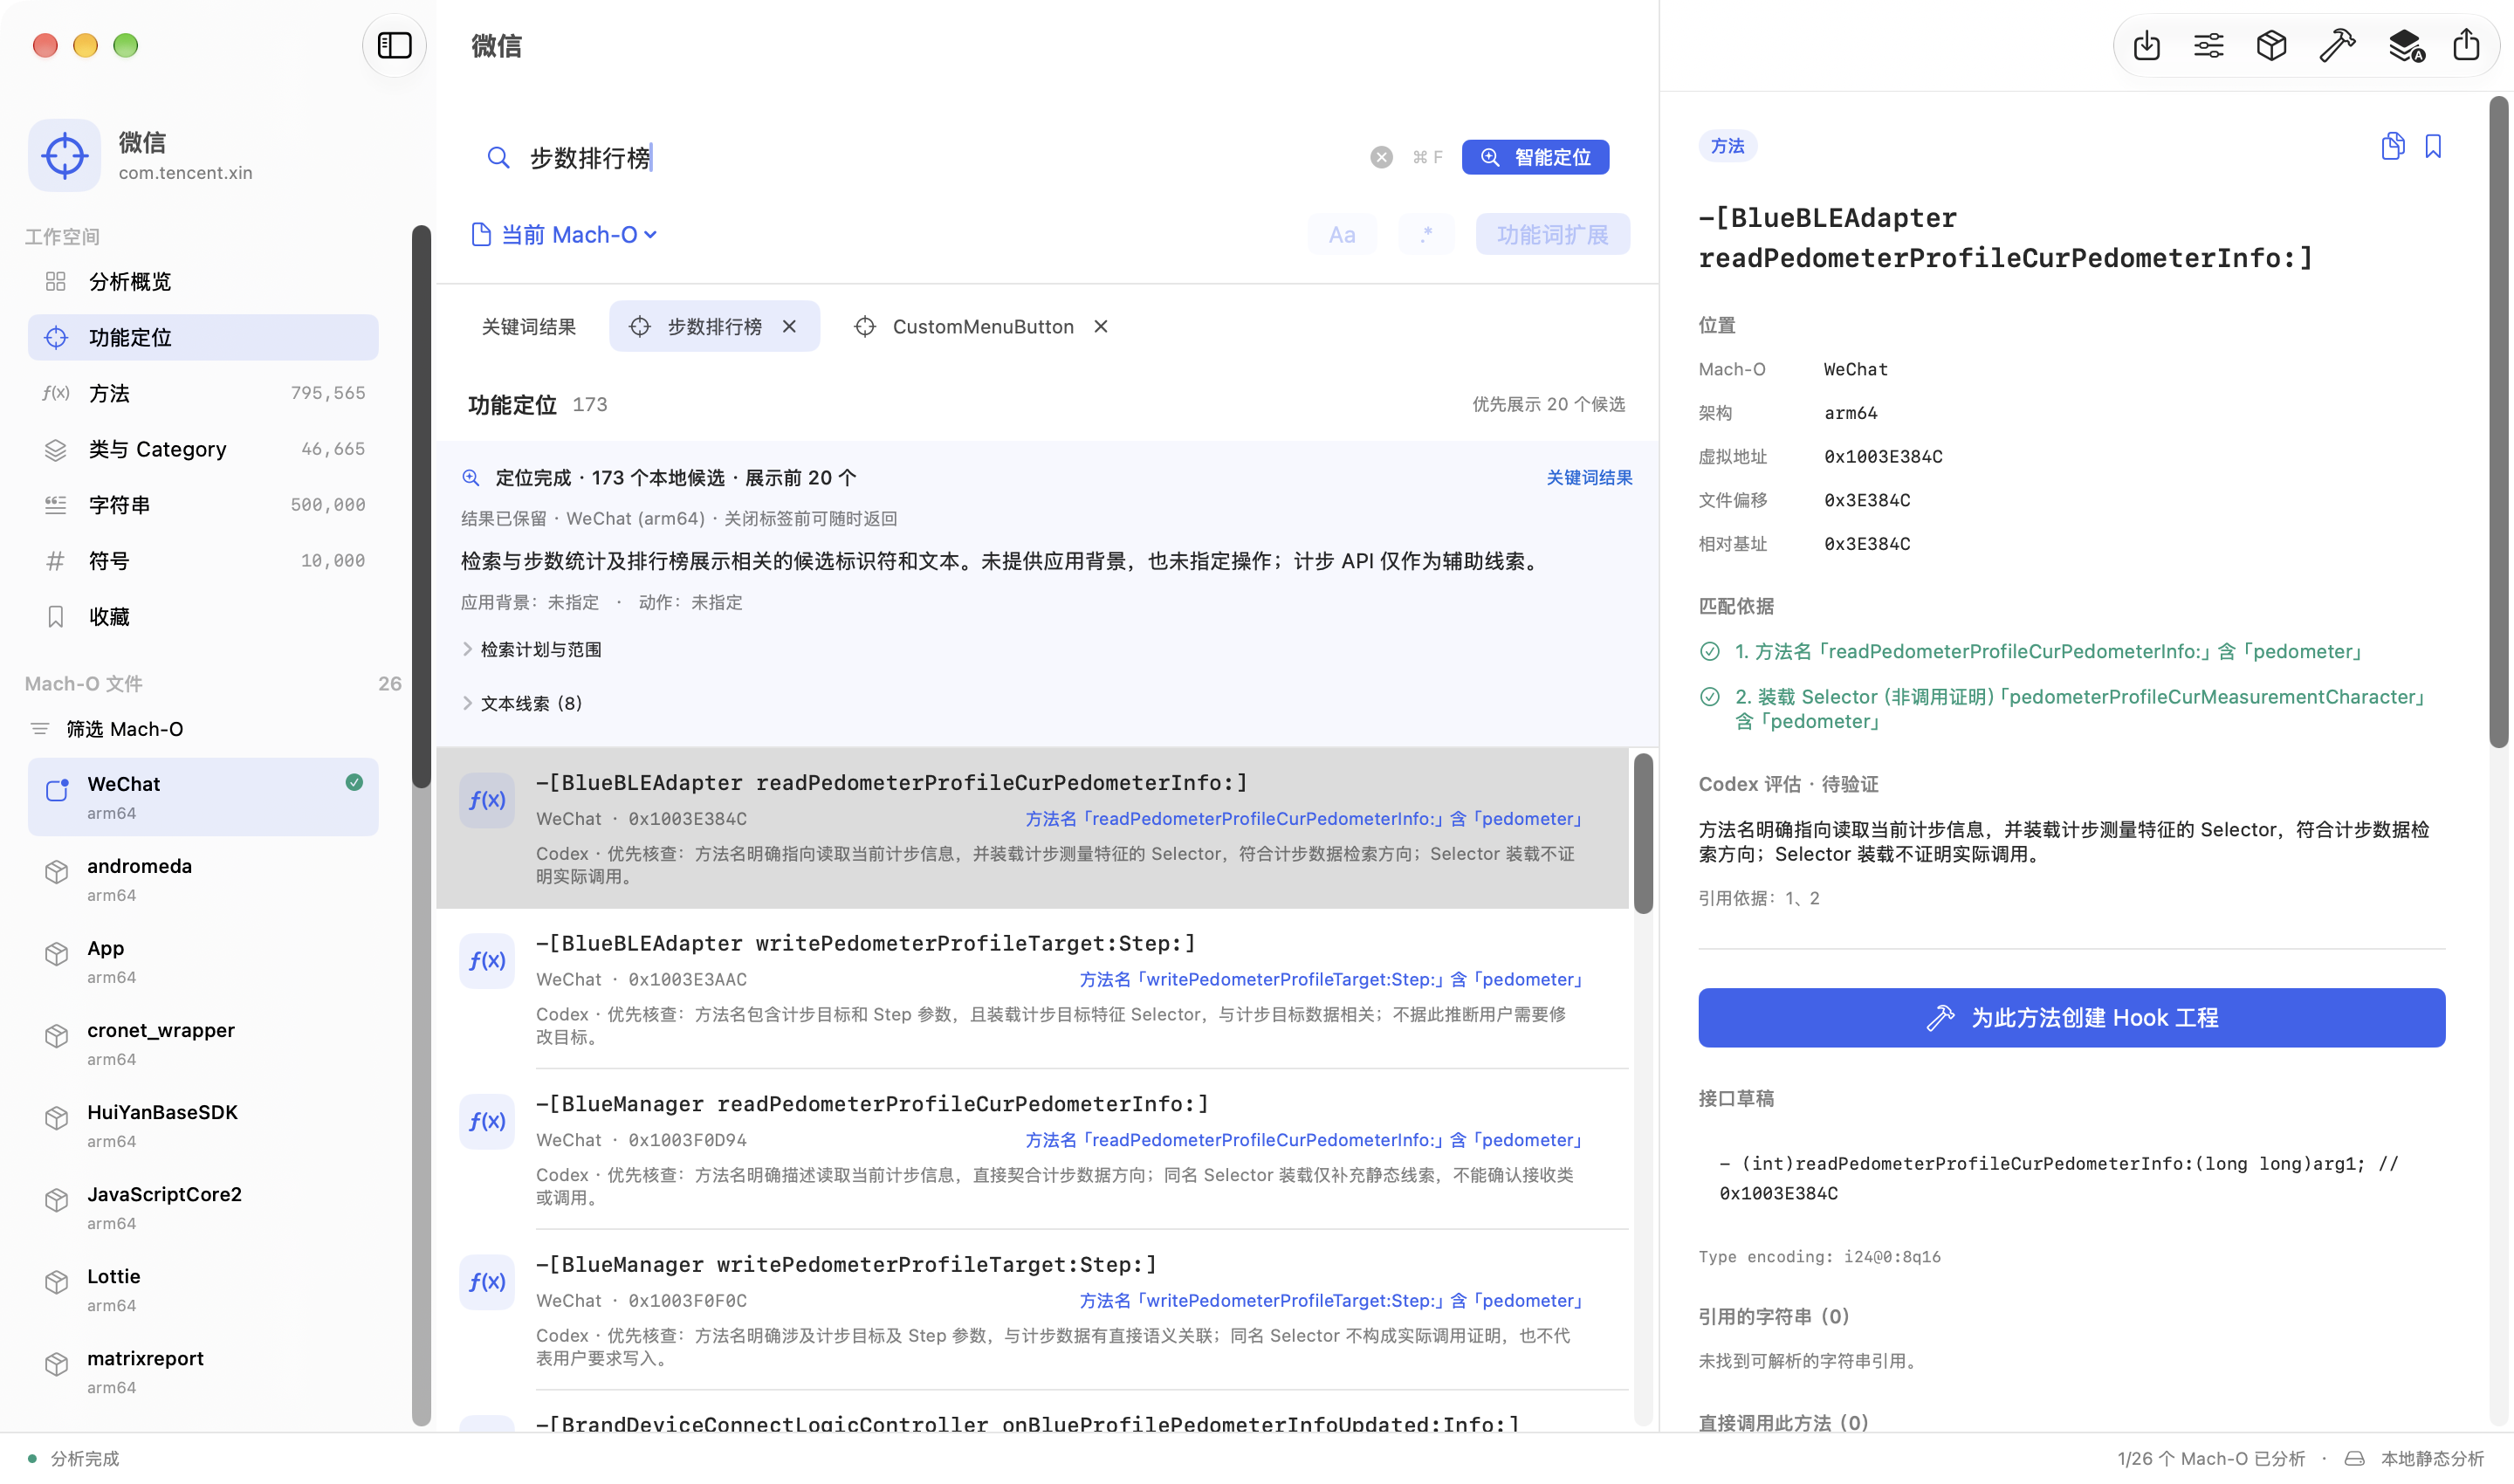 微信
com.tencent.xin
工作空间
分析概览
功能定位
f(x) 方法 795,565
类与 Category 46,665
字符串 500,000
# 符号 10,000
收藏
Mach-O 文件 26
筛选 Mach-O
WeChat
arm64
andromeda
arm64
App
arm64
cronet_wrapper
arm64
HuiYanBaseSDK
arm64
JavaScriptCore2
arm64
Lottie
arm64
matrixreport
arm64
分析完成
微信
步数排行榜 ⌘ F 智能定位
当前 Mach-O Aa .* 功能词扩展
关键词结果 步数排行榜 CustomMenuButton
功能定位 173 优先展示 20 个候选
定位完成 · 173 个本地候选 · 展示前 20 个 关键词结果
结果已保留 · WeChat (arm64) · 关闭标签前可随时返回
检索与步数统计及排行榜展示相关的候选标识符和文本。未提供应用背景，也未指定操作；计步 API 仅作为辅助线索。
应用背景：未指定 · 动作：未指定
检索计划与范围
文本线索 (8)
f(x) -[BlueBLEAdapter readPedometerProfileCurPedometerInfo:]
WeChat · 0x1003E384C 方法名「readPedometerProfileCurPedometerInfo:」含「pedometer」
Codex · 优先核查：方法名明确指向读取当前计步信息，并装载计步测量特征的 Selector，符合计步数据检索方向；Selector 装载不证
明实际调用。
f(x) -[BlueBLEAdapter writePedometerProfileTarget:Step:]
WeChat · 0x1003E3AAC 方法名「writePedometerProfileTarget:Step:」含「pedometer」
Codex · 优先核查：方法名包含计步目标和 Step 参数，且装载计步目标特征 Selector，与计步目标数据相关；不据此推断用户需要修
改目标。
f(x) -[BlueManager readPedometerProfileCurPedometerInfo:]
WeChat · 0x1003F0D94 方法名「readPedometerProfileCurPedometerInfo:」含「pedometer」
Codex · 优先核查：方法名明确描述读取当前计步信息，直接契合计步数据方向；同名 Selector 装载仅补充静态线索，不能确认接收类
或调用。
f(x) -[BlueManager writePedometerProfileTarget:Step:]
WeChat · 0x1003F0F0C 方法名「writePedometerProfileTarget:Step:」含「pedometer」
Codex · 优先核查：方法名明确涉及计步目标及 Step 参数，与计步数据有直接语义关联；同名 Selector 不构成实际调用证明，也不代
表用户要求写入。
-[BrandDeviceConnectLogicController onBlueProfilePedometerInfoUpdated:Info:]
方法
-[BlueBLEAdapter
readPedometerProfileCurPedometerInfo:]
位置
Mach-O WeChat
架构 arm64
虚拟地址 0x1003E384C
文件偏移 0x3E384C
相对基址 0x3E384C
匹配依据
1. 方法名「readPedometerProfileCurPedometerInfo:」含「pedometer」
2. 装载 Selector (非调用证明)「pedometerProfileCurMeasurementCharacter」
含「pedometer」
Codex 评估 · 待验证
方法名明确指向读取当前计步信息，并装载计步测量特征的 Selector，符合计步数据检
索方向；Selector 装载不证明实际调用。
引用依据：1、2
为此方法创建 Hook 工程
接口草稿
- (int)readPedometerProfileCurPedometerInfo:(long long)arg1; //
0x1003E384C
Type encoding: i24@0:8q16
引用的字符串 (0)
未找到可解析的字符串引用。
直接调用此方法 (0)
1/26 个 Mach-O 已分析 · 本地静态分析